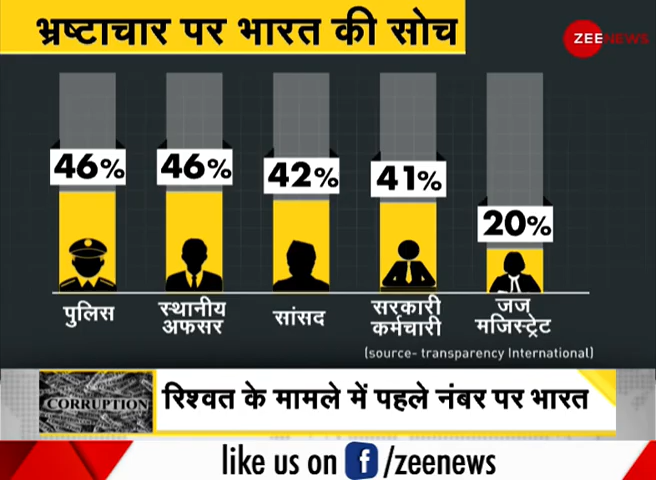 भ्रष्टाचार पर भारत की सोच
ZEE NEWS
46%
46%
42%
41%
20%
पुलिस
स्थानीय
अफसर
सांसद
सरकारी
कर्मचारी
जज
मजिस्ट्रेट
(source- transparency International)
CORRUPTION
रिश्वत के मामले में पहले नंबर पर भारत
like us on f /zeenews